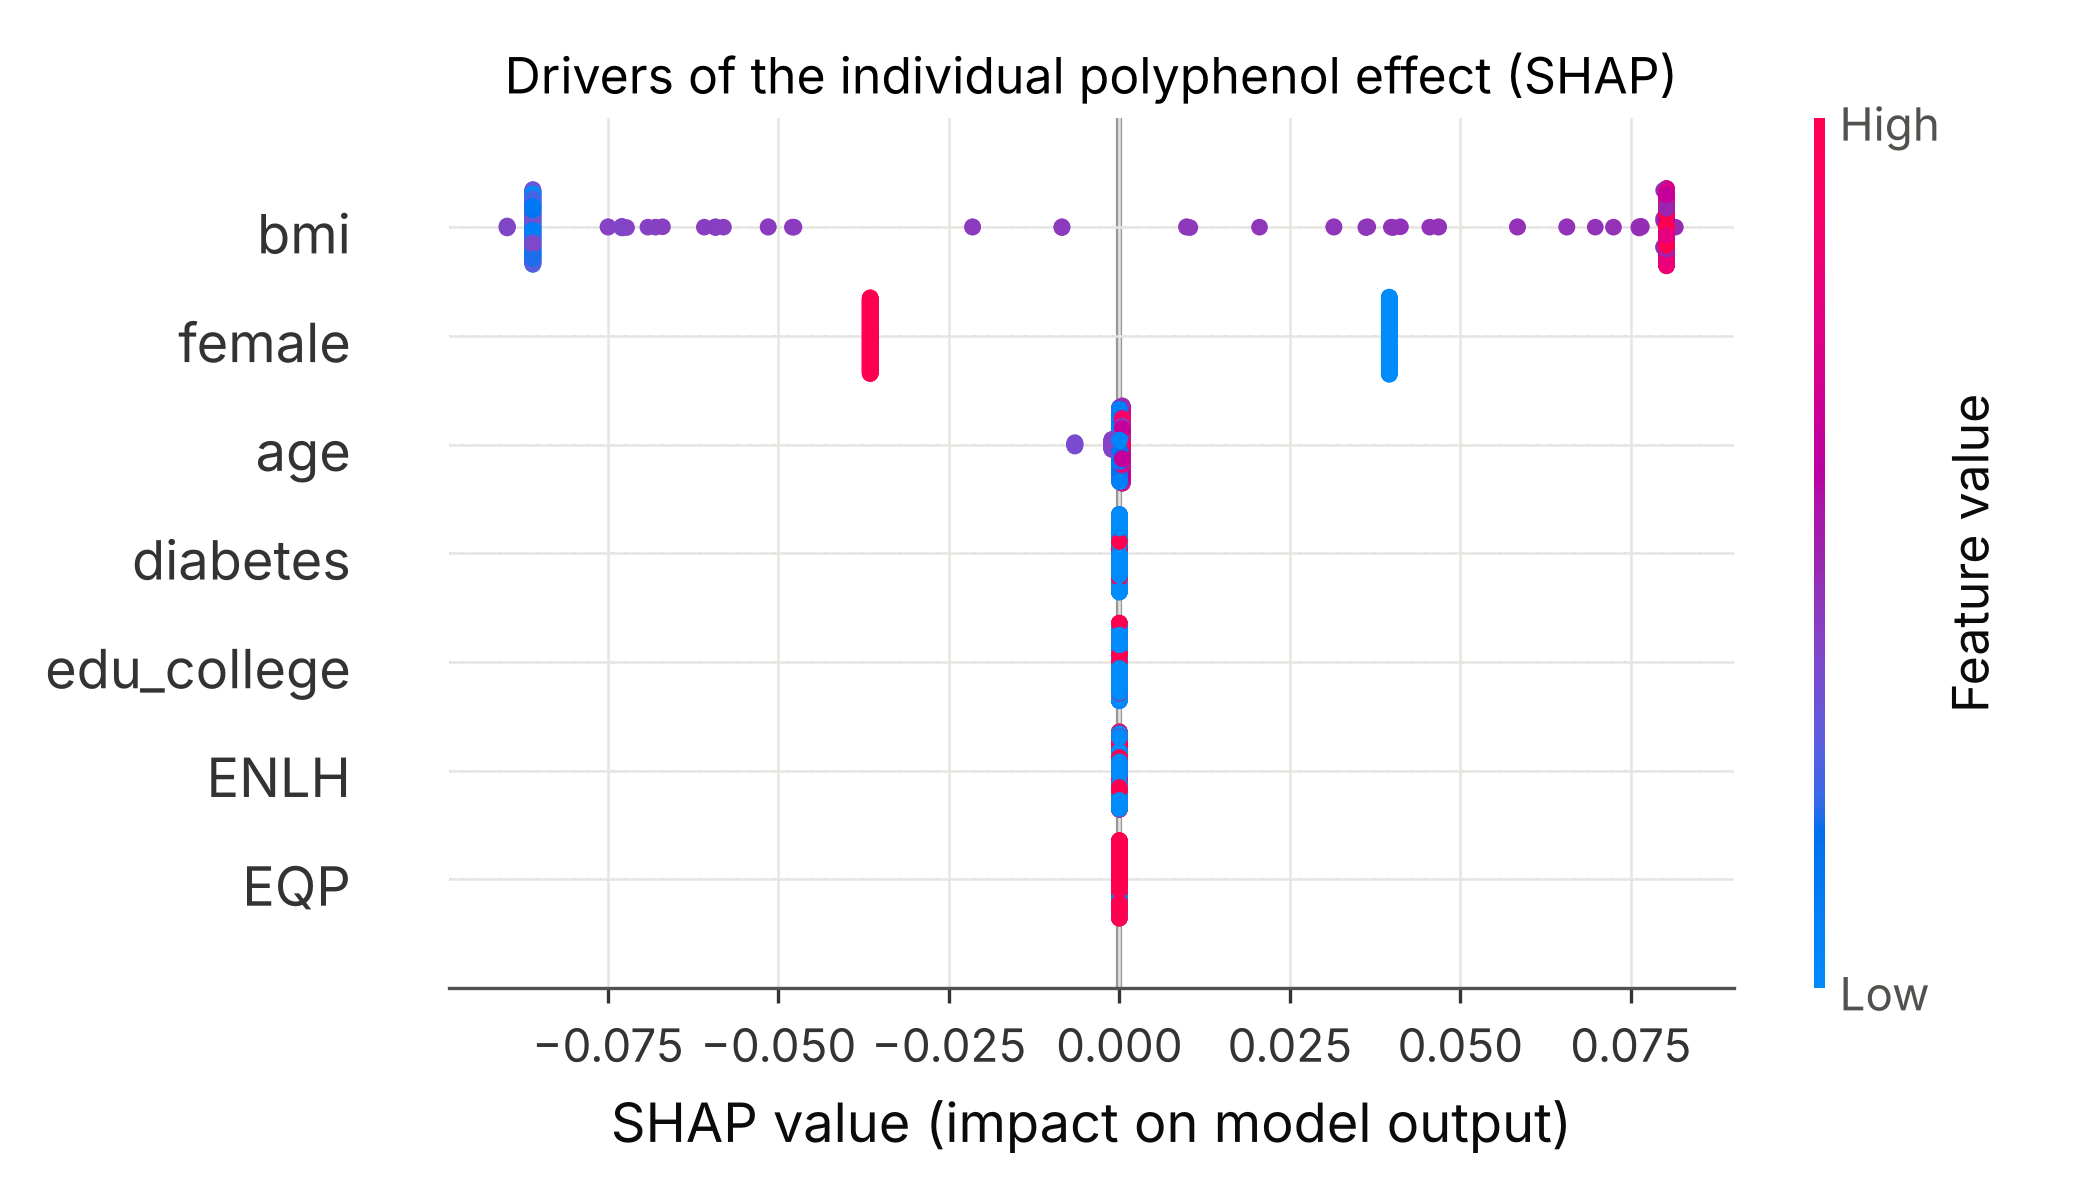 Drivers of the individual polyphenol effect (SHAP)
High
bmi
female
age
diabetes
edu_college
ENLH
EQP
Feature value
Low
−0.075 −0.050 −0.025 0.000 0.025 0.050 0.075
SHAP value (impact on model output)